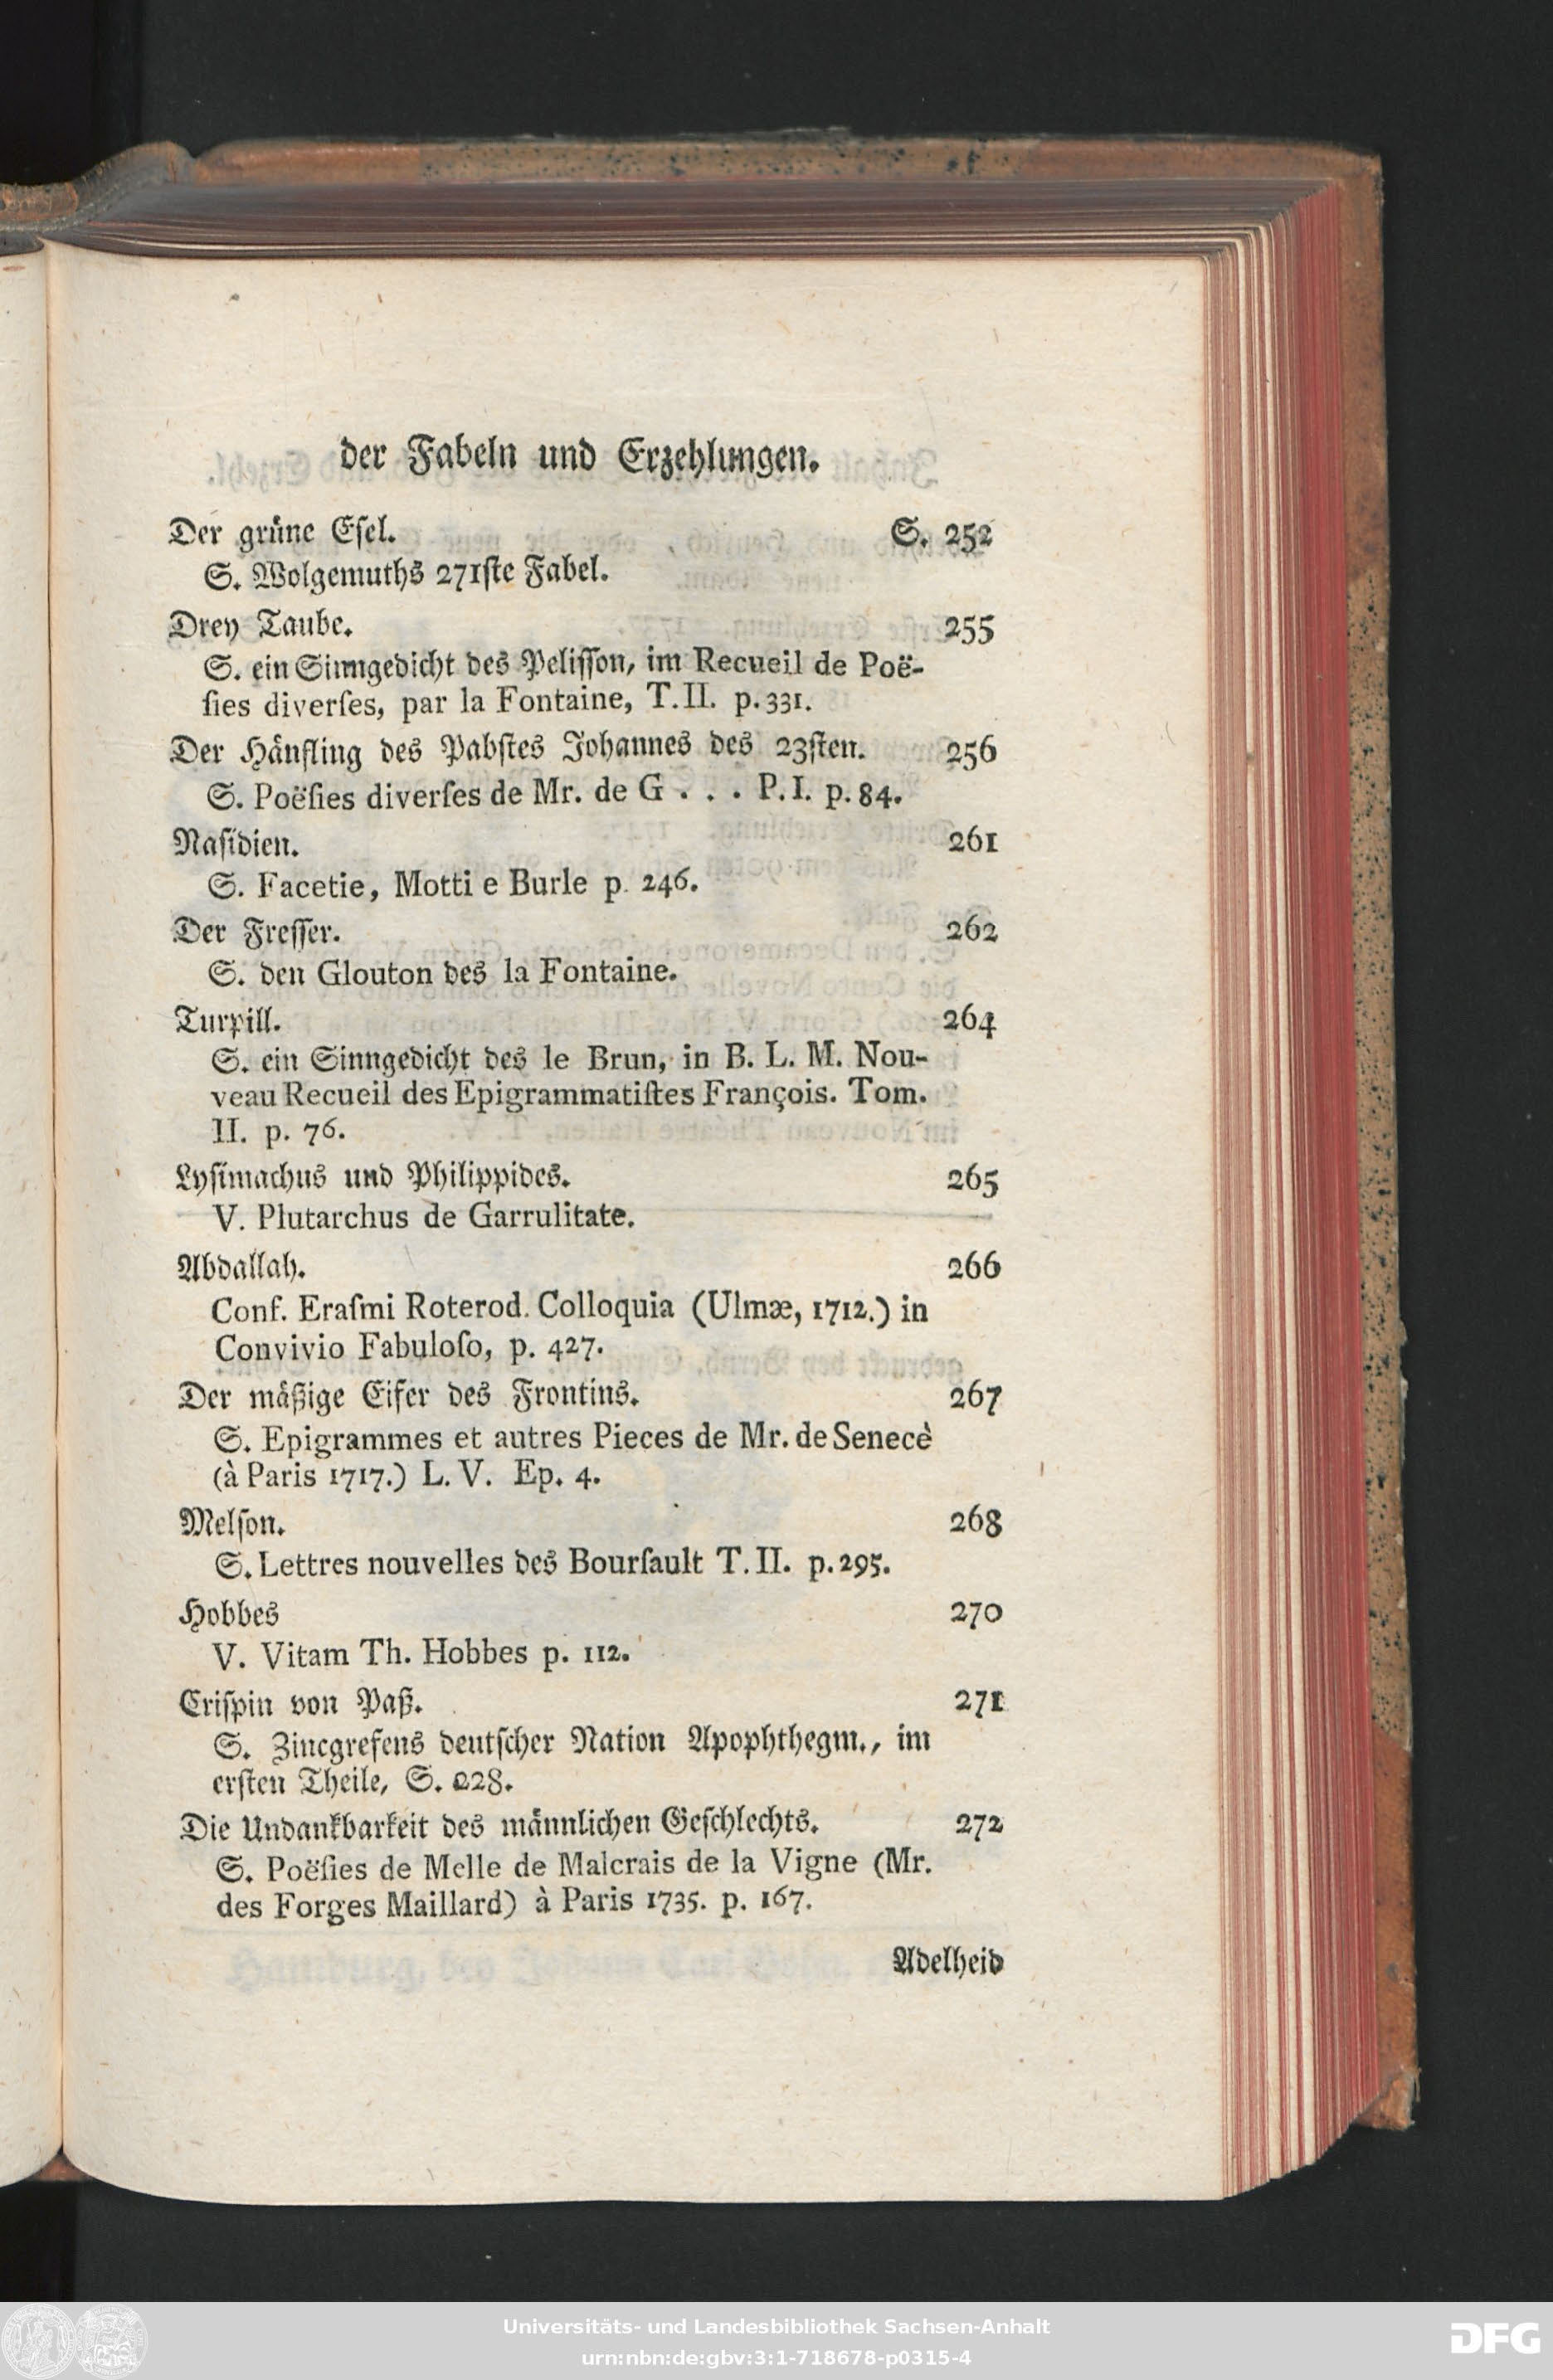 der Fabeln und Erzehlungen.
Der grüne Eſel. S. 252
S. Wolgemuths 271ſte Fabel.
Drey Taube. 255
S. ein Sinngedicht des Peliſſon, im Recueil de Poë-
ſies diverſes, par la Fontaine, T. II. p. 331.
Der Hänfling des Pabſtes Johannes des 23ſten. 256
S. Poëſies diverſes de Mr. de G . . . P. I. p. 84.
Naſidien. 261
S. Facetie, Motti e Burle p. 246.
Der Freſſer. 262
S. den Glouton des la Fontaine.
Turpill. 264
S. ein Sinngedicht des le Brun, in B. L. M. Nou-
veau Recueil des Epigrammatiſtes François. Tom.
II. p. 76.
Lyſimachus und Philippides. 265
V. Plutarchus de Garrulitate.
Abdallah. 266
Conf. Eraſmi Roterod. Colloquia (Ulmæ, 1712.) in
Convivio Fabuloſo, p. 427.
Der mäßige Eifer des Frontins. 267
S. Epigrammes et autres Pieces de Mr. de Senecè
(à Paris 1717.) L. V. Ep. 4.
Melſon. 268
S. Lettres nouvelles des Bourſault T. II. p. 295.
Hobbes 270
V. Vitam Th. Hobbes p. 112.
Criſpin von Paß. 271
S. Zincgrefens deutſcher Nation Apophthegm., im
erſten Theile, S. 228.
Die Undankbarkeit des männlichen Geſchlechts. 272
S. Poëſies de Melle de Malcrais de la Vigne (Mr.
des Forges Maillard) à Paris 1735. p. 167.
Adelheid
Universitäts- und Landesbibliothek Sachsen-Anhalt
urn:nbn:de:gbv:3:1-718678-p0315-4
DFG